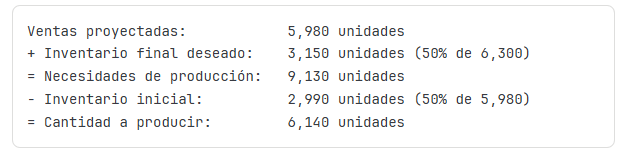 Ventas proyectadas: 5,980 unidades
+ Inventario final deseado: 3,150 unidades (50% de 6,300)
= Necesidades de producción: 9,130 unidades
- Inventario inicial: 2,990 unidades (50% de 5,980)
= Cantidad a producir: 6,140 unidades